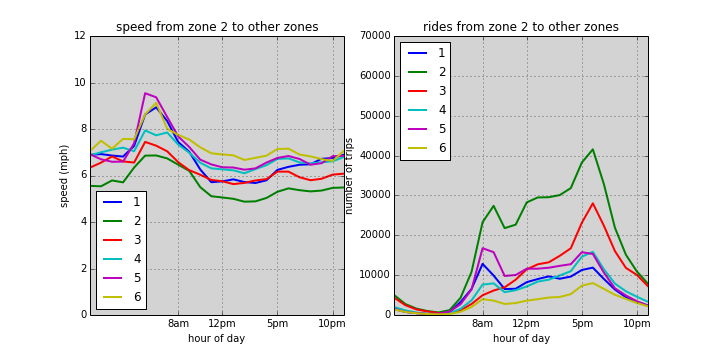 speed from zone 2 to other zones
12
10
8
6
4
2
0
speed (mph)
1
2
3
4
5
6
8am
12pm
5pm
10pm
hour of day
rides from zone 2 to other zones
70000
60000
50000
40000
30000
20000
10000
0
number of trips
1
2
3
4
5
6
8am
12pm
5pm
10pm
hour of day